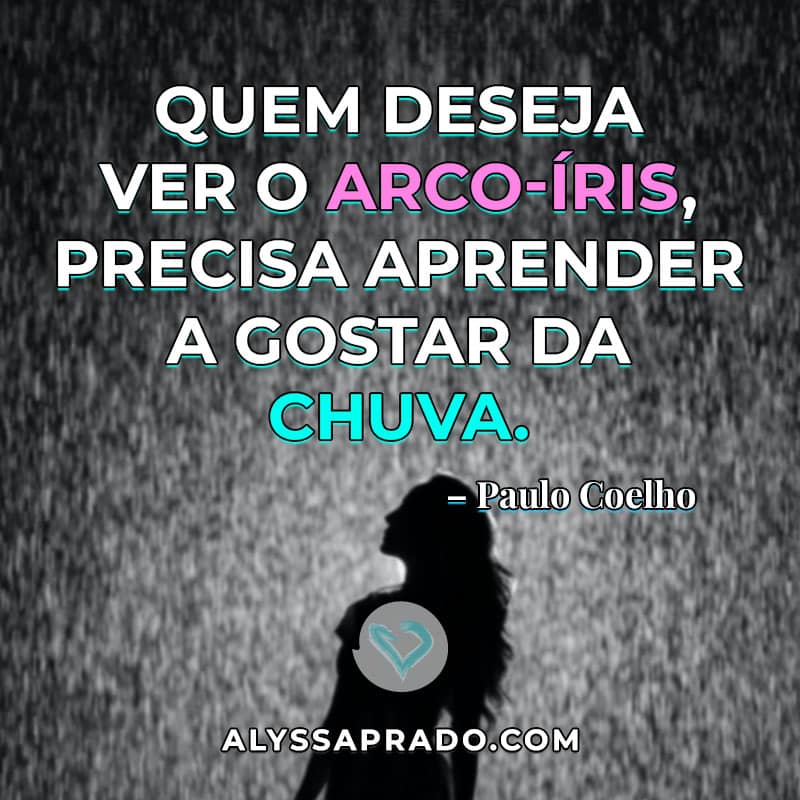 QUEM DESEJA
VER O ARCO-ÍRIS,
PRECISA APRENDER
A GOSTAR DA
CHUVA.
– Paulo Coelho
ALYSSAPRADO.COM